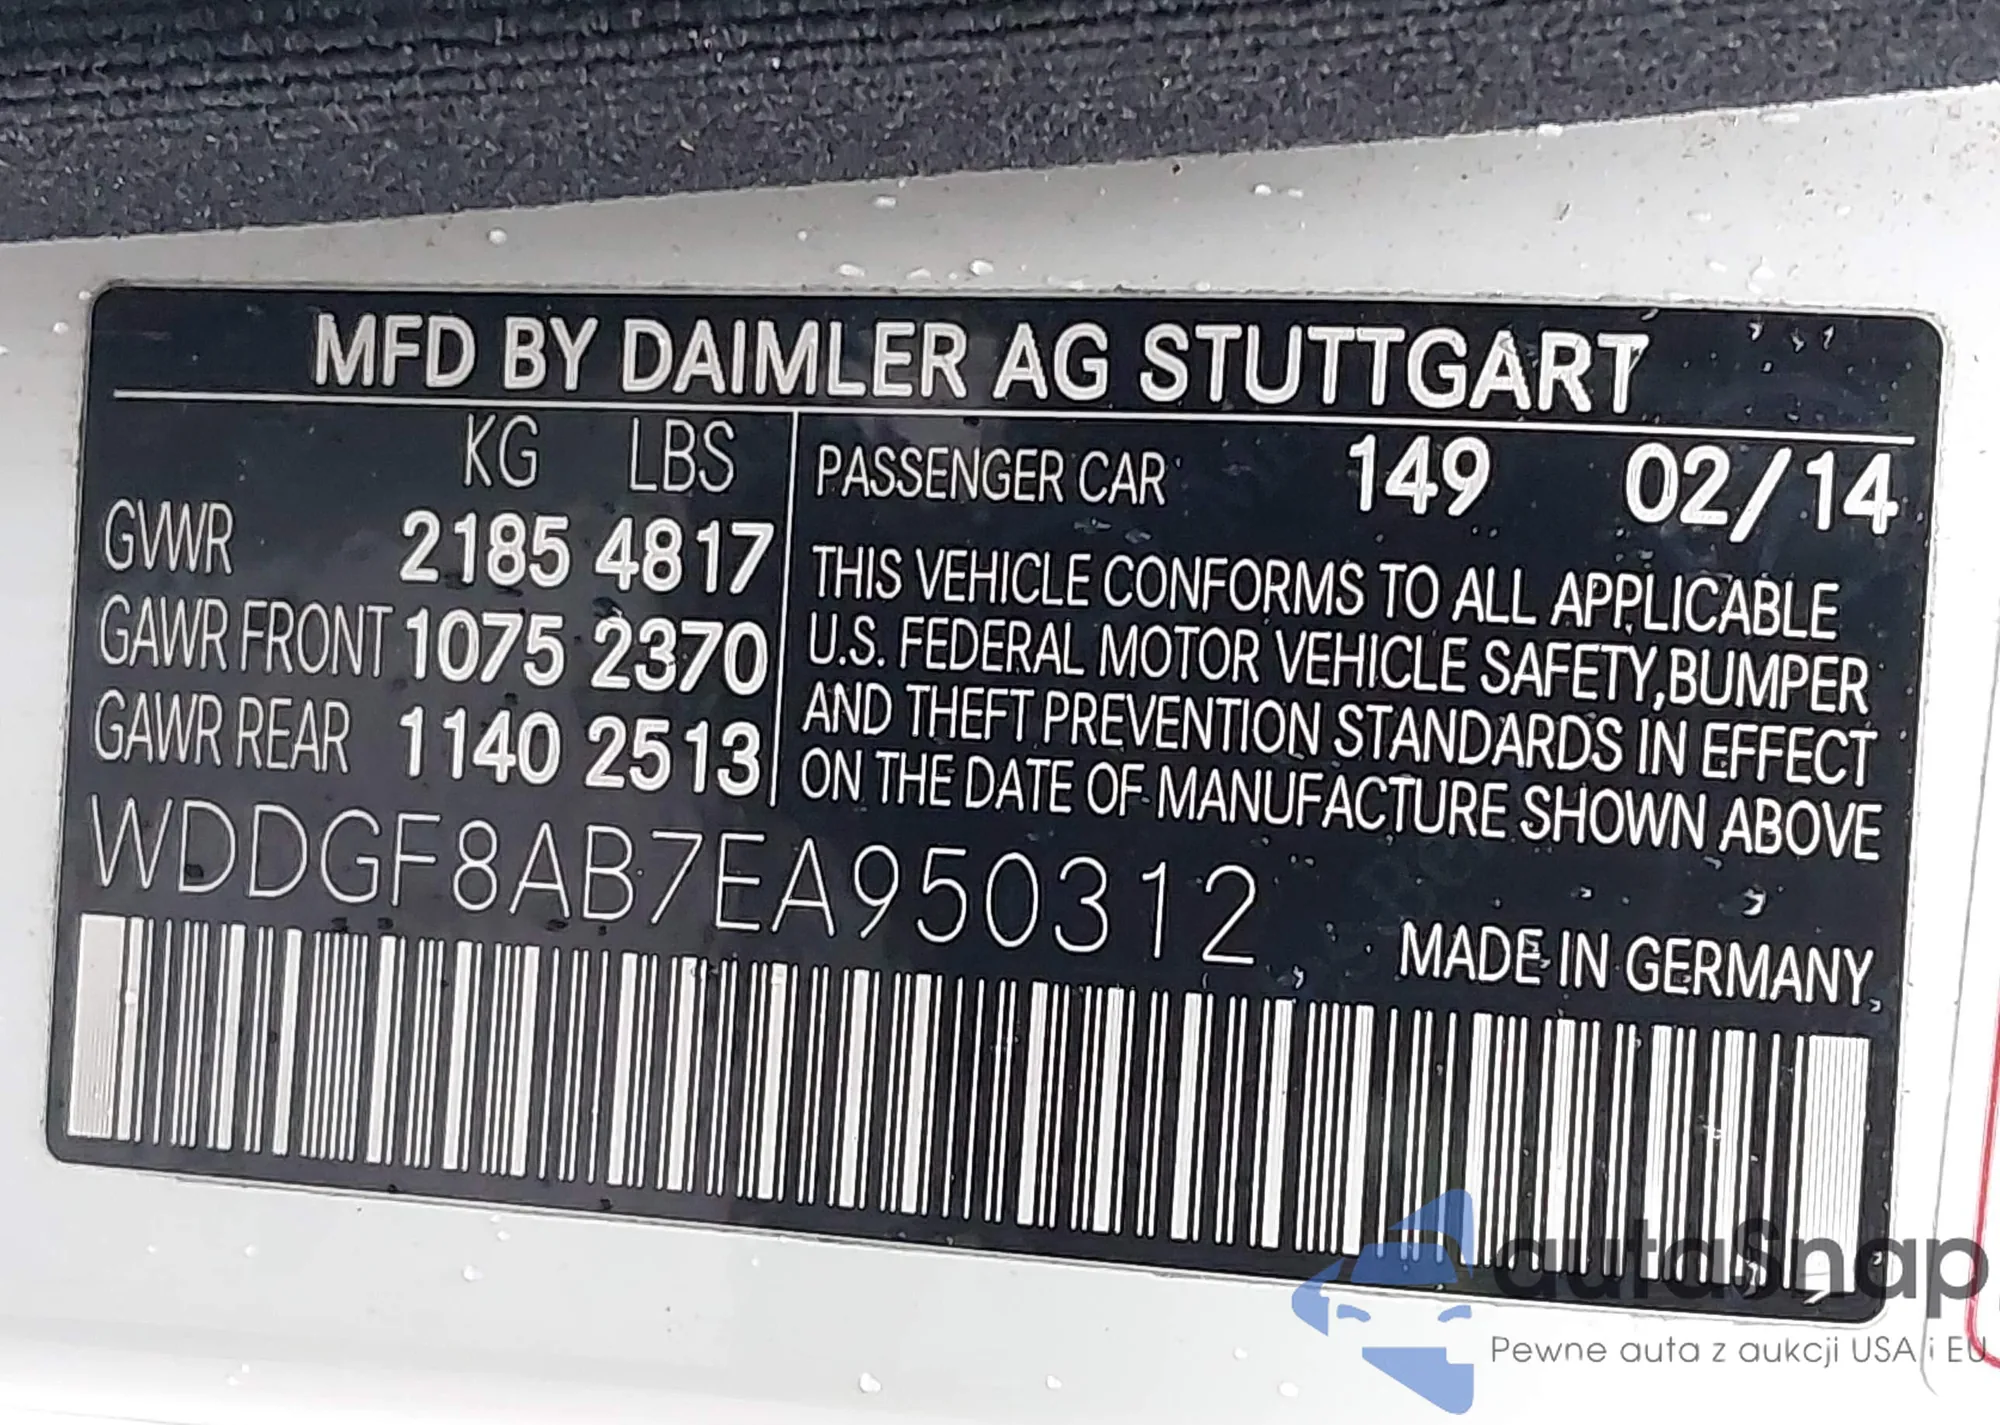 MFD BY DAIMLER AG STUTTGART
KG LBS
GVWR 2185 4817
GAWR FRONT 1075 2370
GAWR REAR 1140 2513
PASSENGER CAR 149 02/14
THIS VEHICLE CONFORMS TO ALL APPLICABLE
U.S. FEDERAL MOTOR VEHICLE SAFETY,BUMPER
AND THEFT PREVENTION STANDARDS IN EFFECT
ON THE DATE OF MANUFACTURE SHOWN ABOVE
WDDGF8AB7EA950312
MADE IN GERMANY
autaSnap
Pewne auta z aukcji USA i EU